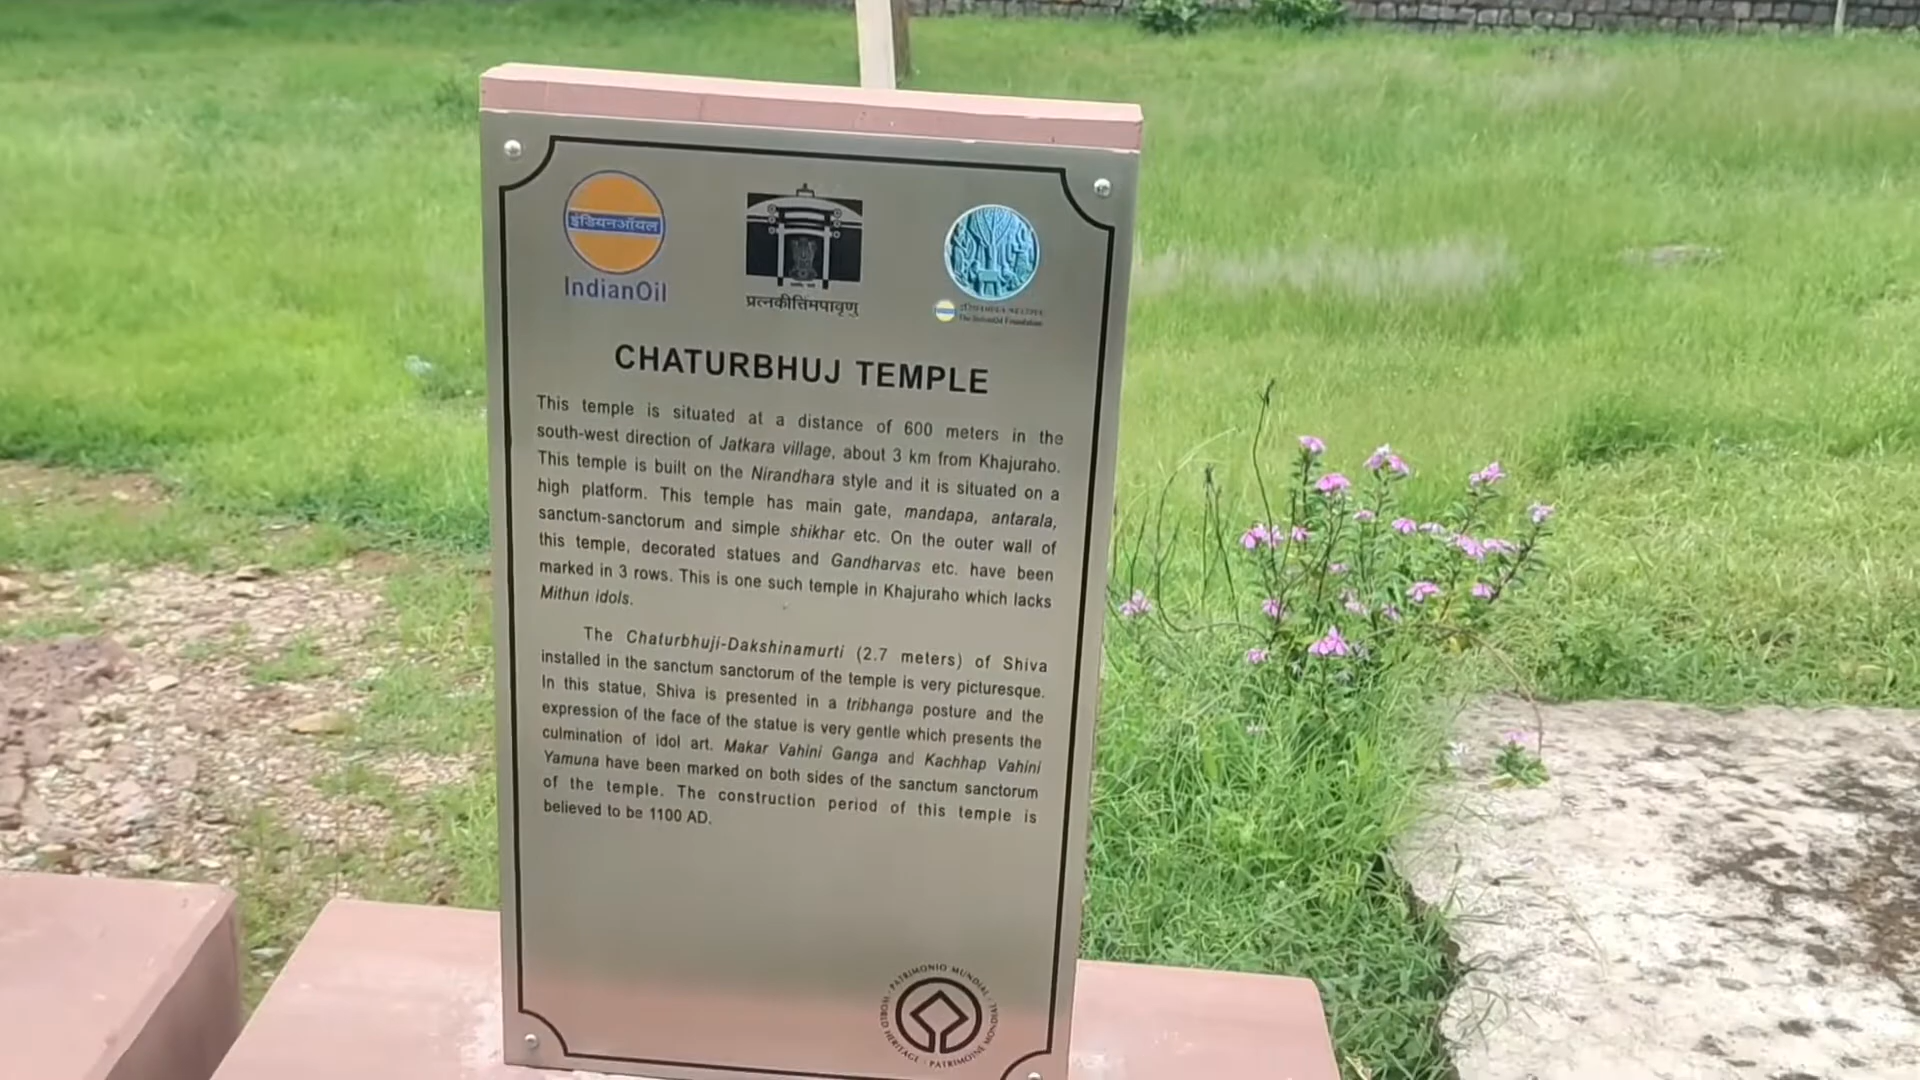 इंडियनऑयल
IndianOil
प्रत्नकीर्त्तिमपावृणु
The IndianOil Foundation
CHATURBHUJ TEMPLE
This temple is situated at a distance of 600 meters in the
south-west direction of Jatkara village, about 3 km from Khajuraho.
This temple is built on the Nirandhara style and it is situated on a
high platform. This temple has main gate, mandapa, antarala,
sanctum-sanctorum and simple shikhar etc. On the outer wall of
this temple, decorated statues and Gandharvas etc. have been
marked in 3 rows. This is one such temple in Khajuraho which lacks
Mithun idols.
The Chaturbhuji-Dakshinamurti (2.7 meters) of Shiva
installed in the sanctum sanctorum of the temple is very picturesque.
In this statue, Shiva is presented in a tribhanga posture and the
expression of the face of the statue is very gentle which presents the
culmination of idol art. Makar Vahini Ganga and Kachhap Vahini
Yamuna have been marked on both sides of the sanctum sanctorum
of the temple. The construction period of this temple is
believed to be 1100 AD.
WORLD HERITAGE · PATRIMONIO MUNDIAL · PATRIMOINE MONDIAL